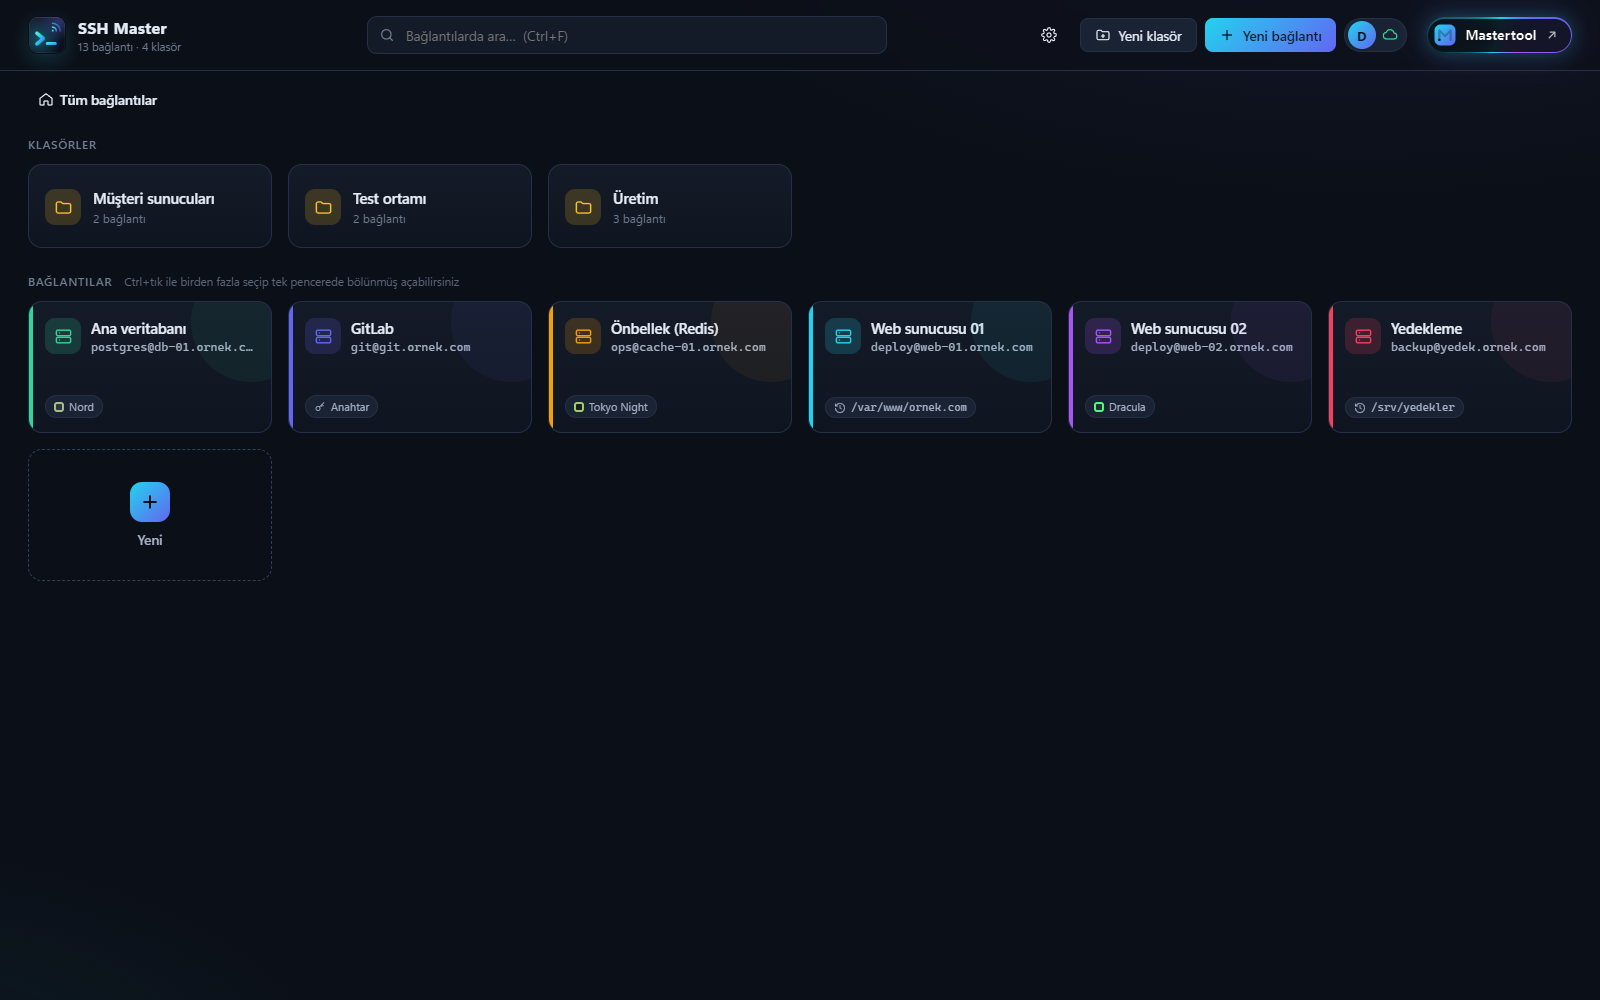 SSH Master
13 bağlantı · 4 klasör
Bağlantılarda ara... (Ctrl+F)
Yeni klasör
Yeni bağlantı
D
Mastertool
Tüm bağlantılar
KLASÖRLER
Müşteri sunucuları
2 bağlantı
Test ortamı
2 bağlantı
Üretim
3 bağlantı
BAĞLANTILAR Ctrl+tık ile birden fazla seçip tek pencerede bölünmüş açabilirsiniz
Ana veritabanı
postgres@db-01.ornek.c…
Nord
GitLab
git@git.ornek.com
Anahtar
Önbellek (Redis)
ops@cache-01.ornek.com
Tokyo Night
Web sunucusu 01
deploy@web-01.ornek.com
/var/www/ornek.com
Web sunucusu 02
deploy@web-02.ornek.com
Dracula
Yedekleme
backup@yedek.ornek.com
/srv/yedekler
Yeni